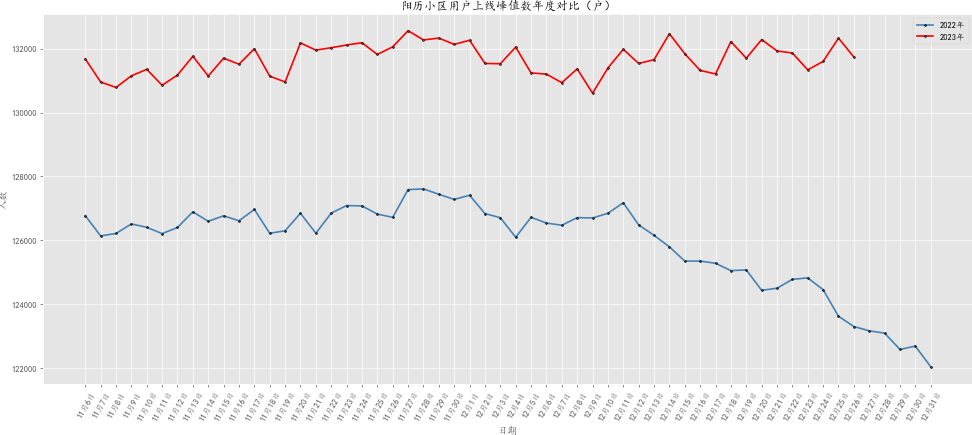 阳历小区用户上线峰值数年度对比（户）
2022年
2023年
132000
130000
128000
126000
124000
122000
人数
11月6日
11月7日
11月8日
11月9日
11月10日
11月11日
11月12日
11月13日
11月14日
11月15日
11月16日
11月17日
11月18日
11月19日
11月20日
11月21日
11月22日
11月23日
11月24日
11月25日
11月26日
11月27日
11月28日
11月29日
11月30日
12月1日
12月2日
12月3日
12月4日
12月5日
12月6日
12月7日
12月8日
12月9日
12月10日
12月11日
12月12日
12月13日
12月14日
12月15日
12月16日
12月17日
12月18日
12月19日
12月20日
12月21日
12月22日
12月23日
12月24日
12月25日
12月26日
12月27日
12月28日
12月29日
12月30日
12月31日
日期